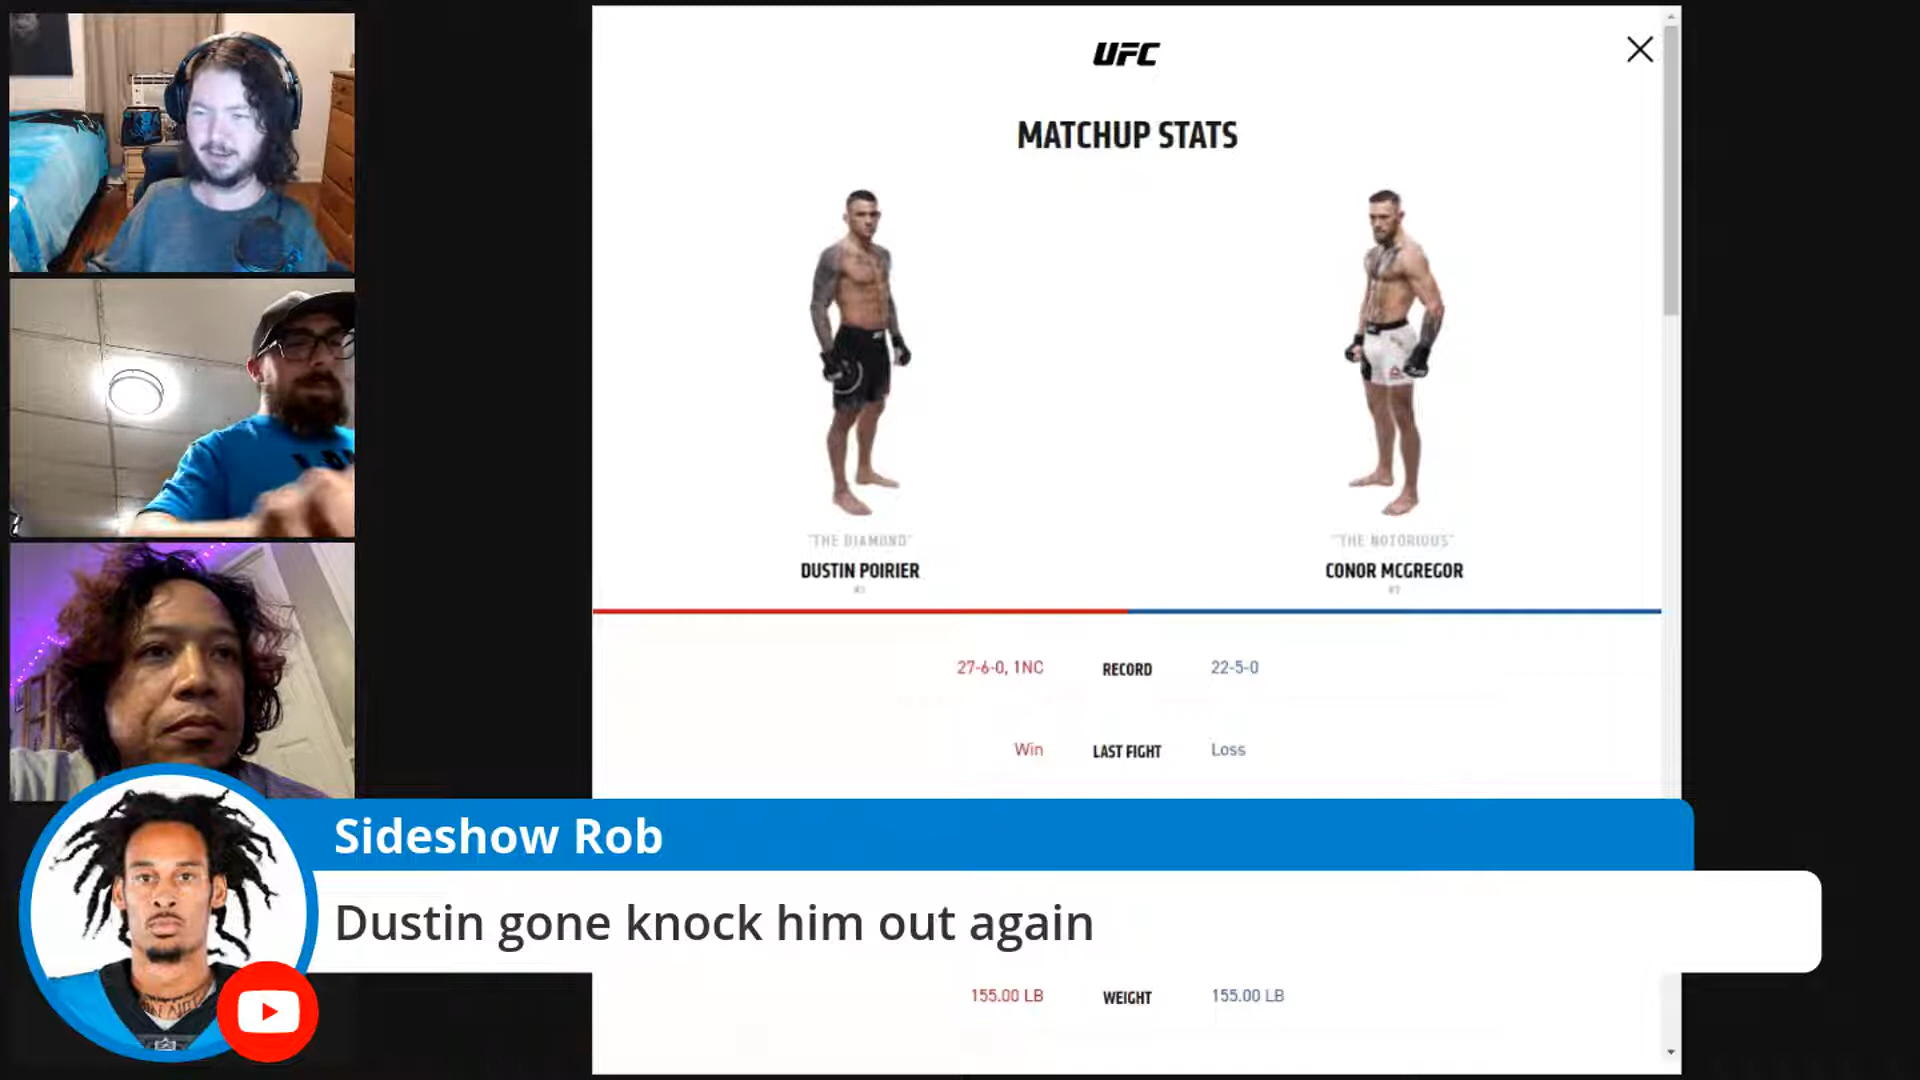 UFC
MATCHUP STATS
"THE DIAMOND"
"THE NOTORIOUS"
DUSTIN POIRIER
CONOR MCGREGOR
27-6-0, 1NC RECORD 22-5-0
Win LAST FIGHT Loss
Sideshow Rob
Dustin gone knock him out again
155.00 LB WEIGHT 155.00 LB